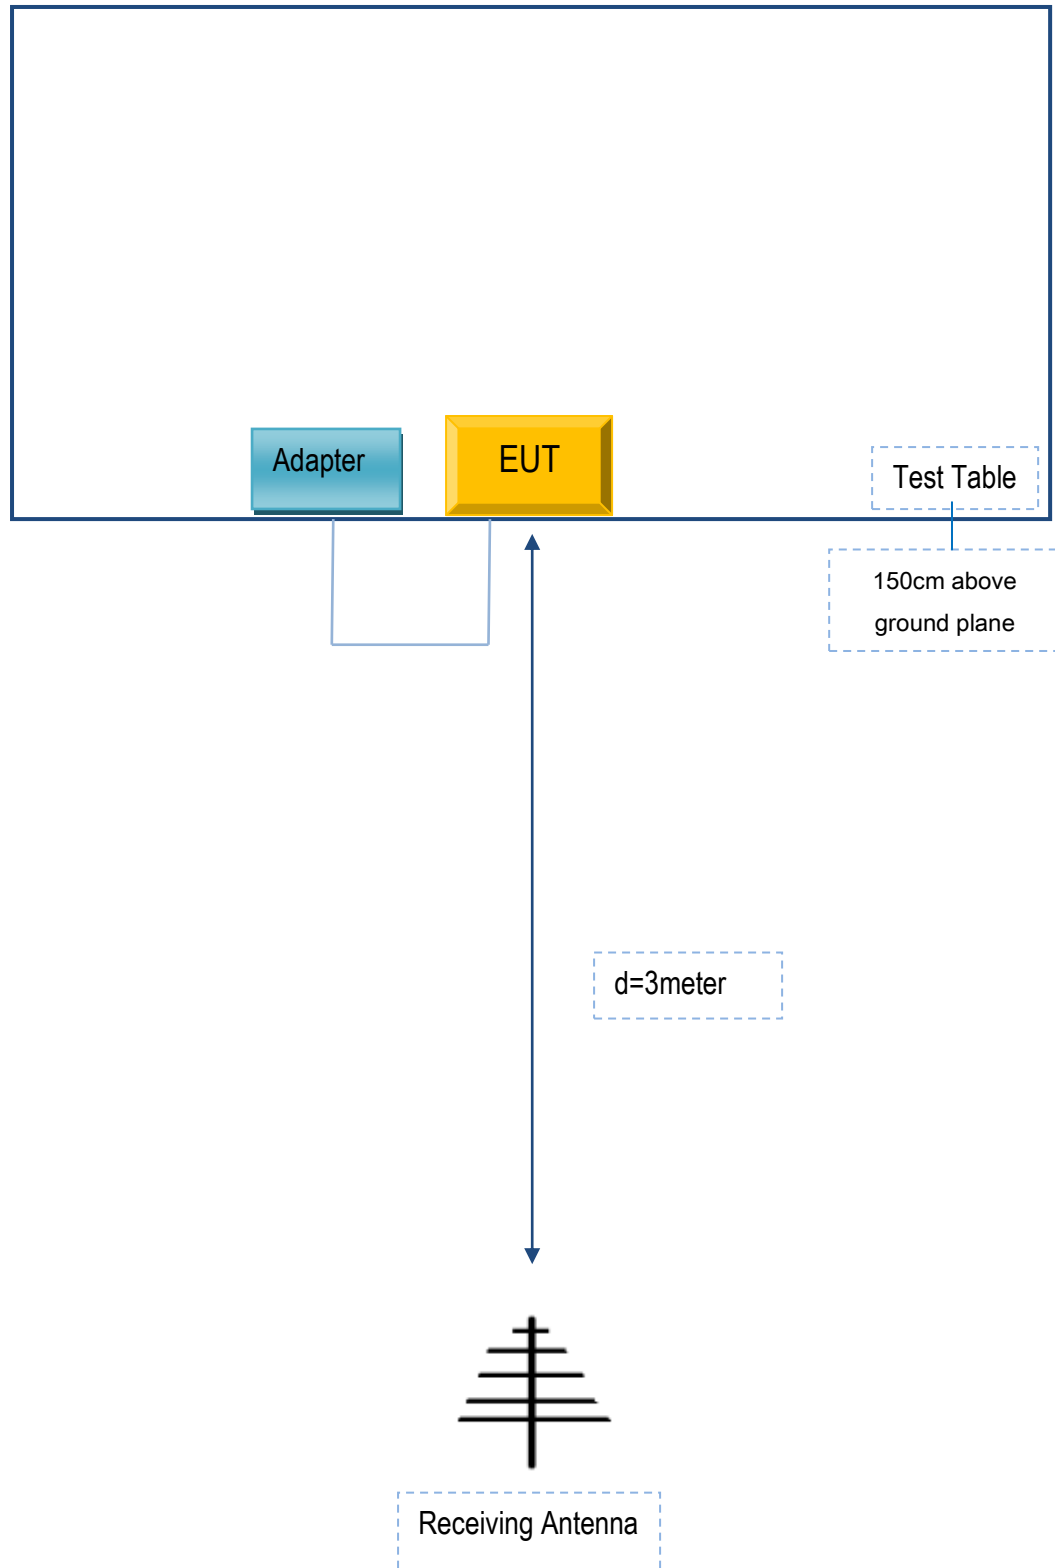 Adapter
EUT
Test Table
150cm above
ground plane
d=3meter
Receiving Antenna